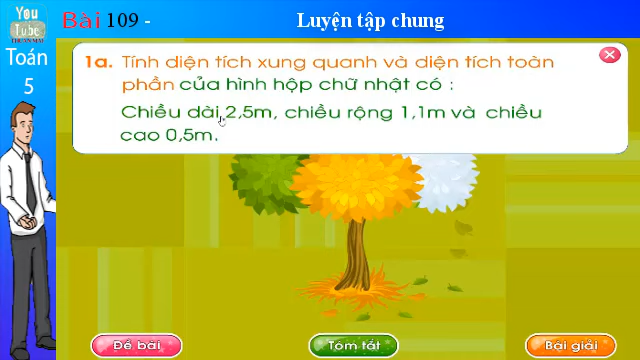 You
Tube
Bài 109 -
Luyện tập chung
Toán
5
1a. Tính diện tích xung quanh và diện tích toàn
phần của hình hộp chữ nhật có :
Chiều dài 2,5m, chiều rộng 1,1m và chiều
cao 0,5m.
Đề bài
Tóm tắt
Bài giải